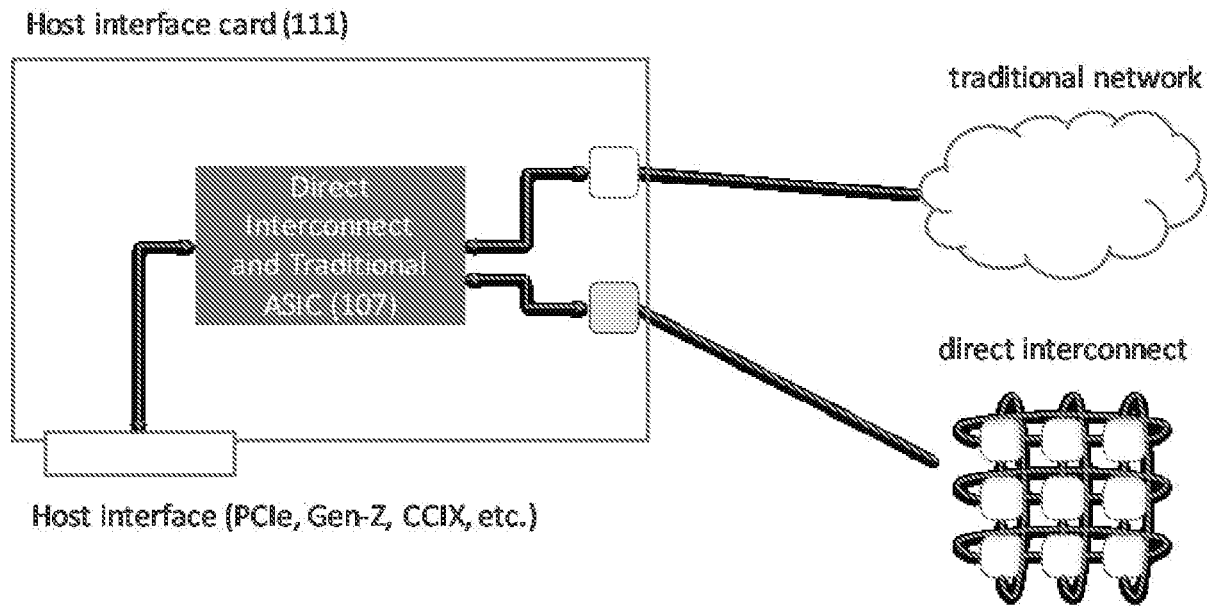 Host interface card (111)
traditional network
Direct
Interconnect
and Traditional
ASIC (107)
direct interconnect
Host interface (PCIe, Gen-Z, CCIX, etc.)